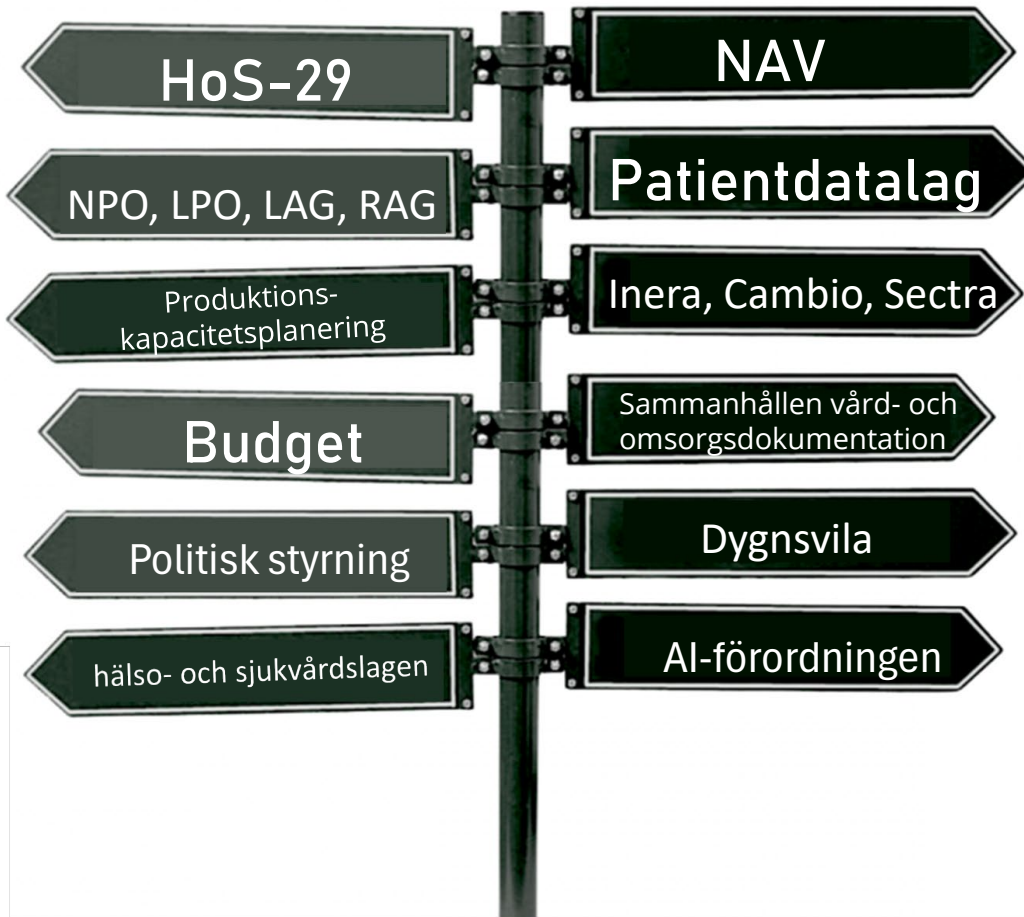 HoS-29
NAV
NPO, LPO, LAG, RAG
Patientdatalag
Produktions-
kapacitetsplanering
Inera, Cambio, Sectra
Budget
Sammanhållen vård- och
omsorgsdokumentation
Politisk styrning
Dygnsvila
hälso- och sjukvårdslagen
AI-förordningen